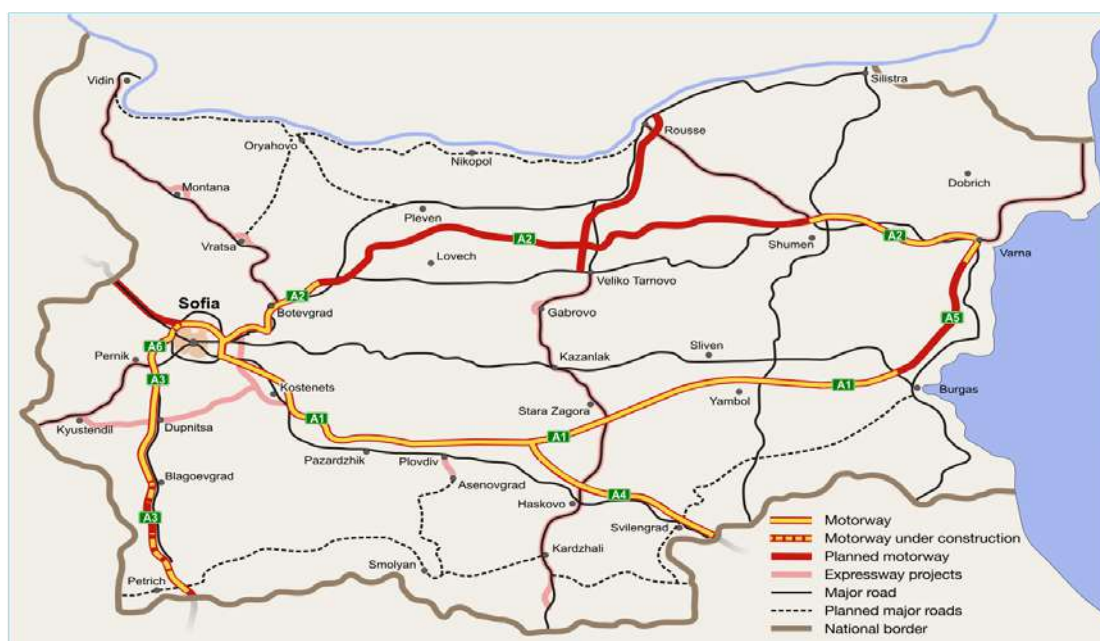 Vidin
Silistra
Rousse
Oryahovo
Nikopol
Dobrich
Montana
Pleven
Vratsa
A2
Shumen
A2
Varna
Lovech
Veliko Tarnovo
Sofia
A2
Botevgrad
Gabrovo
A5
A6
Pernik
Sliven
Kazanlak
A3
Kostenets
A1
Yambol
Burgas
Stara Zagora
A1
Kyustendil
Dupnitsa
A1
Pazardzhik
Plovdiv
Blagoevgrad
Asenovgrad
Haskovo
A4
A3
Svilengrad
Kardzhali
Smolyan
Petrich
Motorway
Motorway under construction
Planned motorway
Expressway projects
Major road
Planned major roads
National border